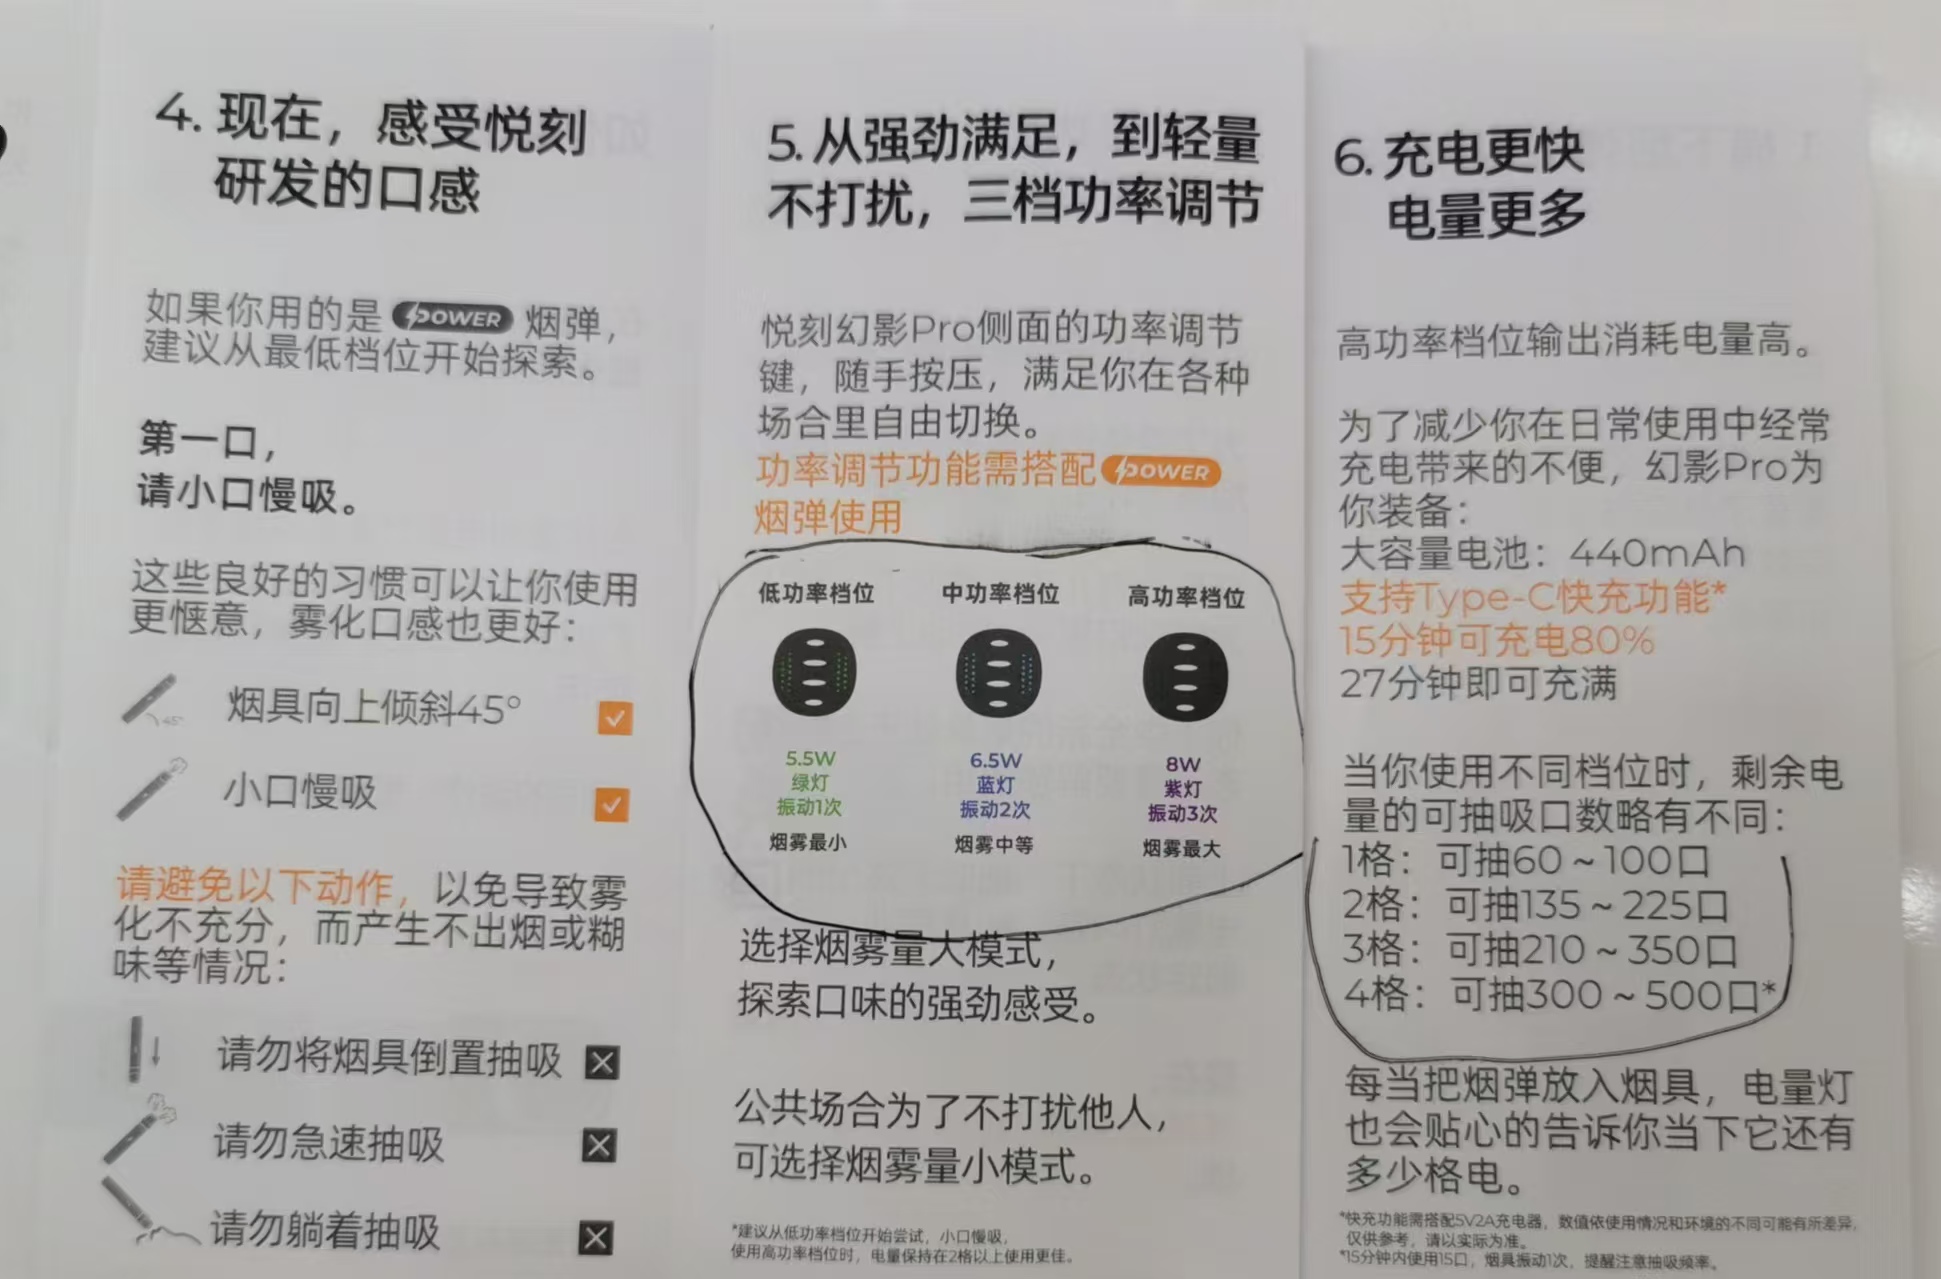 4. 现在，感受悦刻
研发的口感
如果你用的是 POWER 烟弹，
建议从最低档位开始探索。
第一口，
请小口慢吸。
这些良好的习惯可以让你使用
更惬意，雾化口感也更好：
45°
烟具向上倾斜45°
小口慢吸
请避免以下动作，以免导致雾
化不充分，而产生不出烟或糊
味等情况：
请勿将烟具倒置抽吸
请勿急速抽吸
请勿躺着抽吸
5. 从强劲满足，到轻量
不打扰，三档功率调节
悦刻幻影Pro侧面的功率调节
键，随手按压，满足你在各种
场合里自由切换。
功率调节功能需搭配 POWER
烟弹使用
低功率档位 中功率档位 高功率档位
5.5W 6.5W 8W
绿灯 蓝灯 紫灯
振动1次 振动2次 振动3次
烟雾最小 烟雾中等 烟雾最大
选择烟雾量大模式，
探索口味的强劲感受。
公共场合为了不打扰他人，
可选择烟雾量小模式。
*建议从低功率档位开始尝试，小口慢吸，
使用高功率档位时，电量保持在2格以上使用更佳。
6. 充电更快
电量更多
高功率档位输出消耗电量高。
为了减少你在日常使用中经常
充电带来的不便，幻影Pro为
你装备：
大容量电池：440mAh
支持Type-C快充功能*
15分钟可充电80%
27分钟即可充满
当你使用不同档位时，剩余电
量的可抽吸口数略有不同：
1格：可抽60 ~ 100口
2格：可抽135 ~ 225口
3格：可抽210 ~ 350口
4格：可抽300 ~ 500口*
每当把烟弹放入烟具，电量灯
也会贴心的告诉你当下它还有
多少格电。
*快充功能需搭配5V2A充电器，数值依使用情况和环境的不同可能有所差异，
仅供参考，请以实际为准。
*15分钟内使用15口，烟具振动1次，提醒注意抽吸频率。